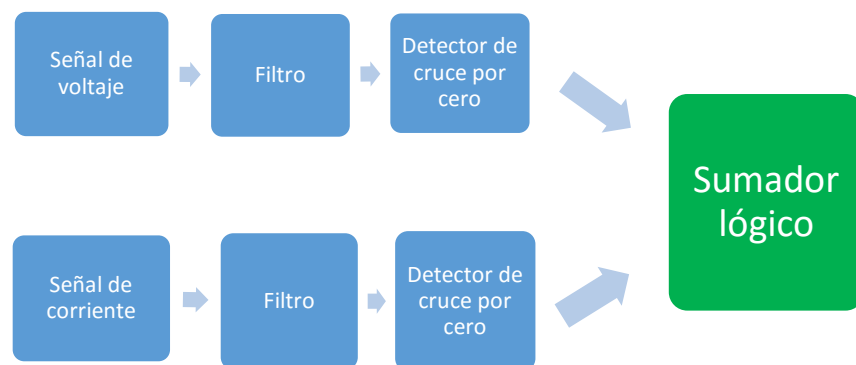 Señal de
voltaje
Filtro
Detector de
cruce por
cero
Señal de
corriente
Filtro
Detector de
cruce por
cero
Sumador
lógico